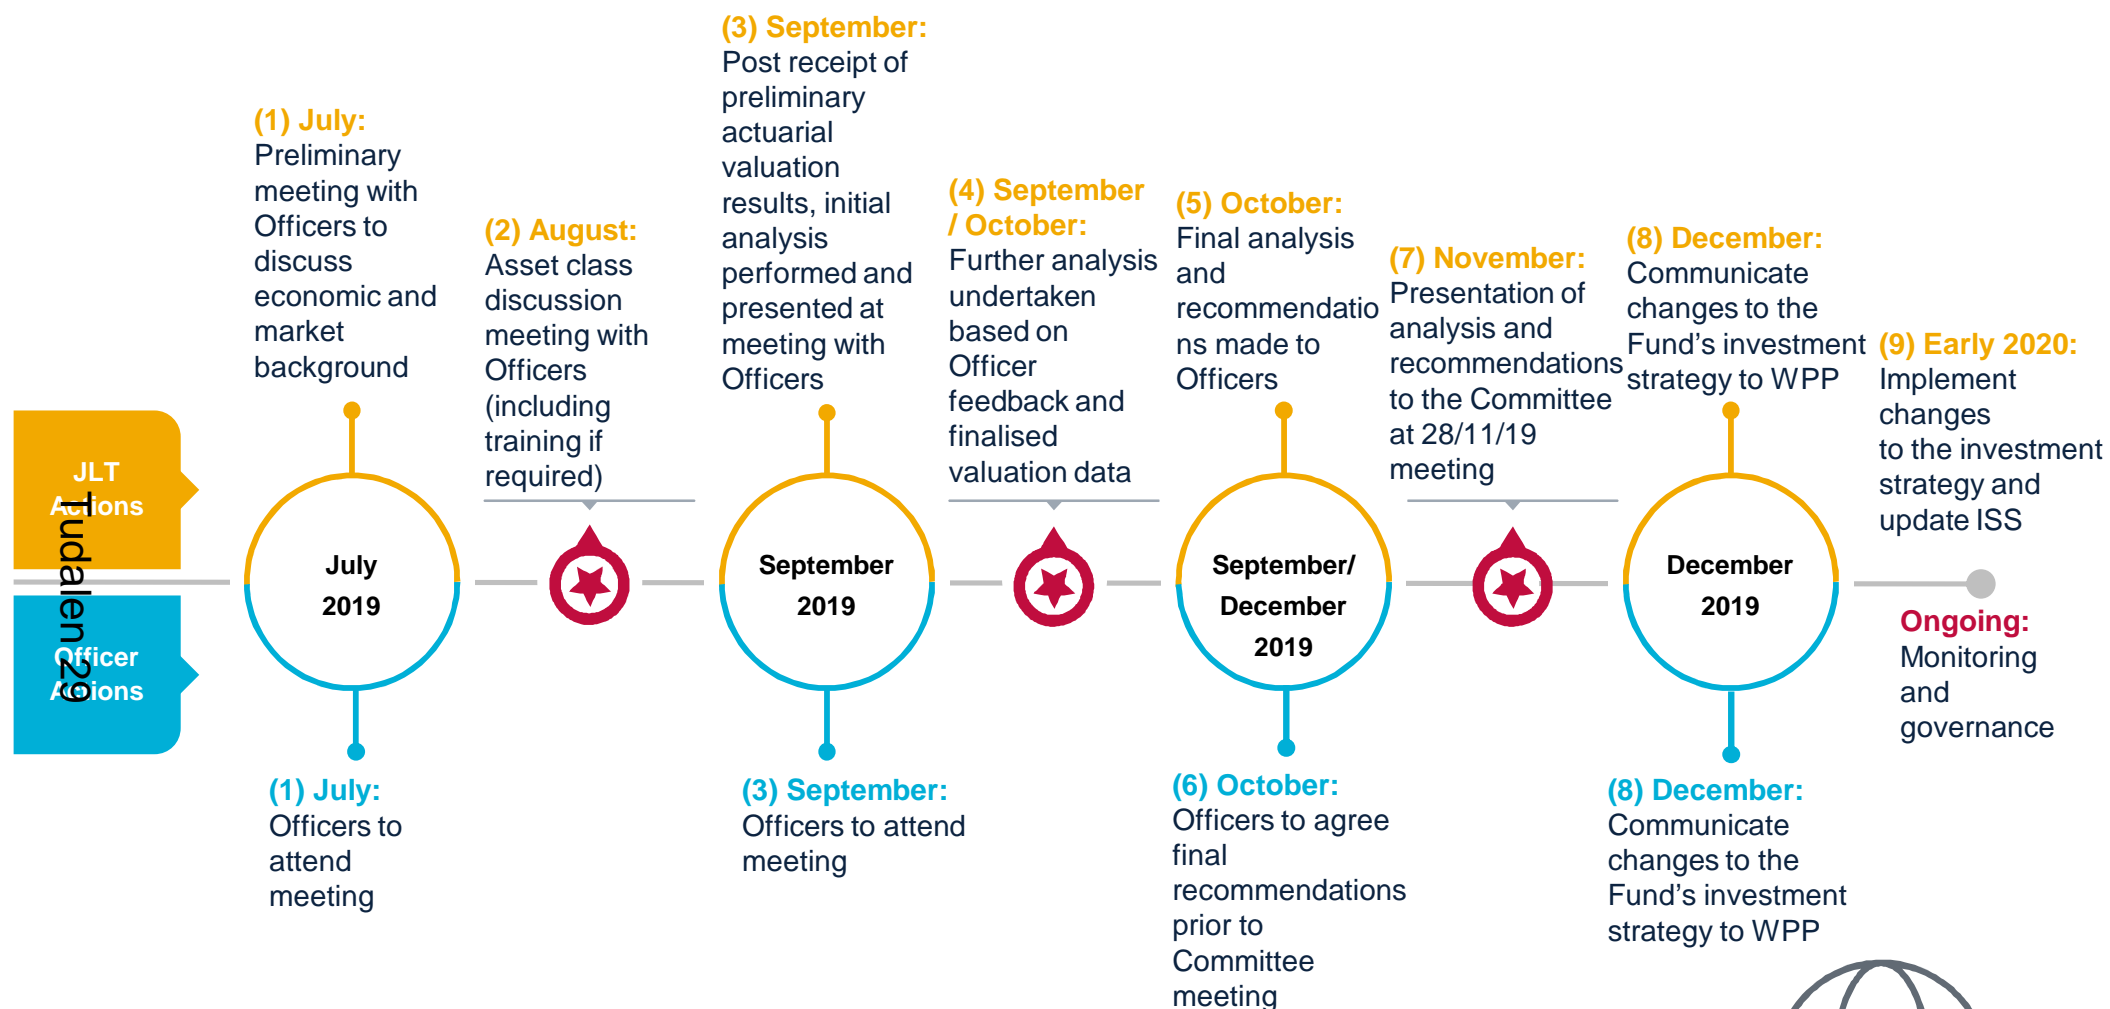 (1) July:
Preliminary
meeting with
Officers to
discuss
economic and
market
background
(2) August:
Asset class
discussion
meeting with
Officers
(including
training if
required)
(3) September:
Post receipt of
preliminary
actuarial
valuation
results, initial
analysis
performed and
presented at
meeting with
Officers
(4) September
/ October:
Further analysis
undertaken
based on
Officer
feedback and
finalised
valuation data
(5) October:
Final analysis
and
recommendatio
ns made to
Officers
(7) November:
Presentation of
analysis and
recommendations
to the Committee
at 28/11/19
meeting
(8) December:
Communicate
changes to the
Fund’s investment
strategy to WPP
(9) Early 2020:
Implement
changes
to the investment
strategy and
update ISS
JLT
Actions
Tudalen 29
Officer
Actions
July
2019
September
2019
September/
December
2019
December
2019
Ongoing:
Monitoring
and
governance
(1) July:
Officers to
attend
meeting
(3) September:
Officers to attend
meeting
(6) October:
Officers to agree
final
recommendations
prior to
Committee
meeting
(8) December:
Communicate
changes to the
Fund’s investment
strategy to WPP